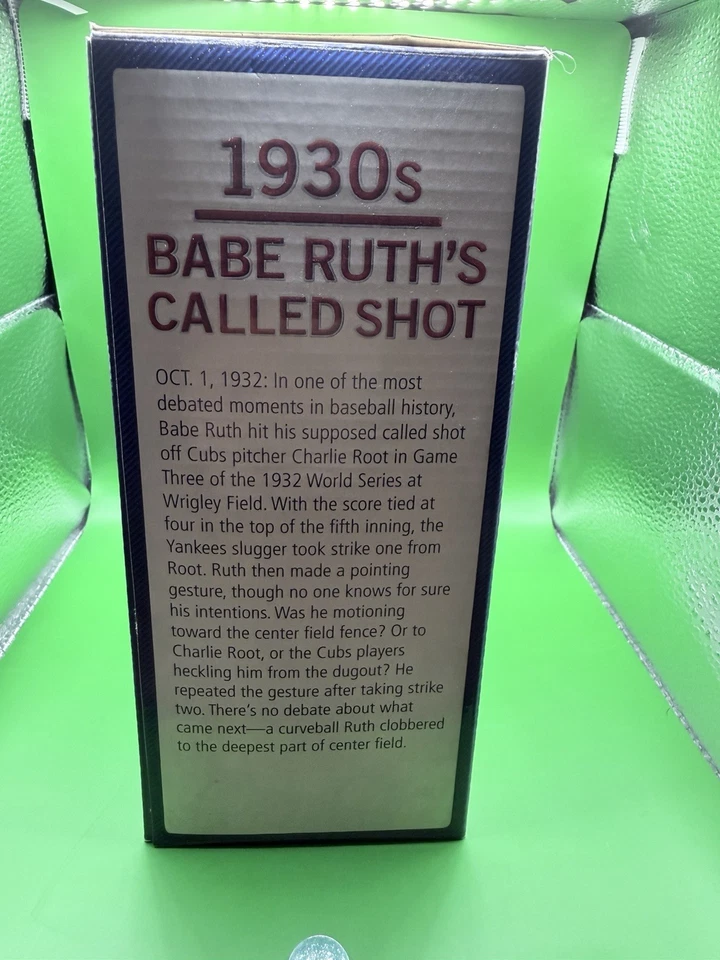 1930s
BABE RUTH'S
CALLED SHOT
OCT. 1, 1932: In one of the most
debated moments in baseball history,
Babe Ruth hit his supposed called shot
off Cubs pitcher Charlie Root in Game
Three of the 1932 World Series at
Wrigley Field. With the score tied at
four in the top of the fifth inning, the
Yankees slugger took strike one from
Root. Ruth then made a pointing
gesture, though no one knows for sure
his intentions. Was he motioning
toward the center field fence? Or to
Charlie Root, or the Cubs players
heckling him from the dugout? He
repeated the gesture after taking strike
two. There's no debate about what
came next—a curveball Ruth clobbered
to the deepest part of center field.